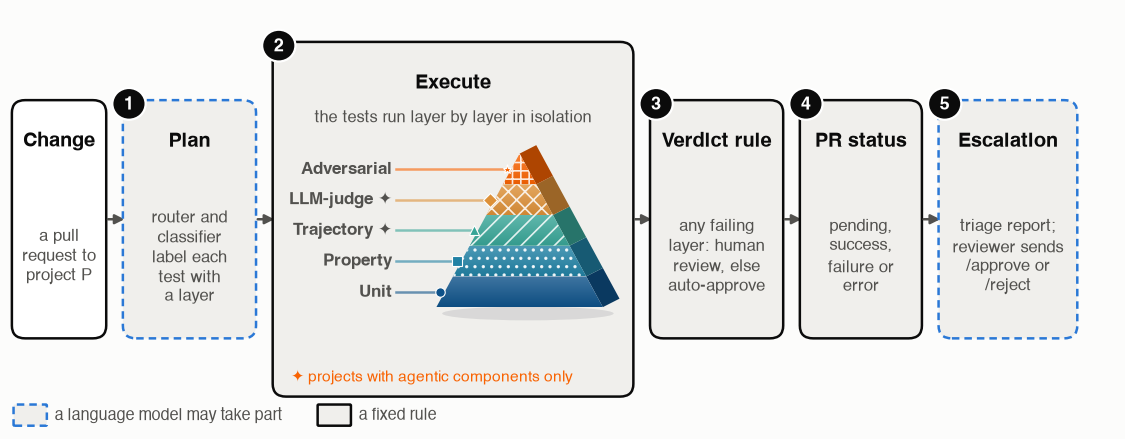 Change
a pull
request to
project P
1
Plan
router and
classifier
label each
test with
a layer
2
Execute
the tests run layer by layer in isolation
Adversarial
LLM-judge ✦
Trajectory ✦
Property
Unit
✦ projects with agentic components only
3
Verdict rule
any failing
layer: human
review, else
auto-approve
4
PR status
pending,
success,
failure or
error
5
Escalation
triage report;
reviewer sends
/approve or
/reject
a language model may take part
a fixed rule